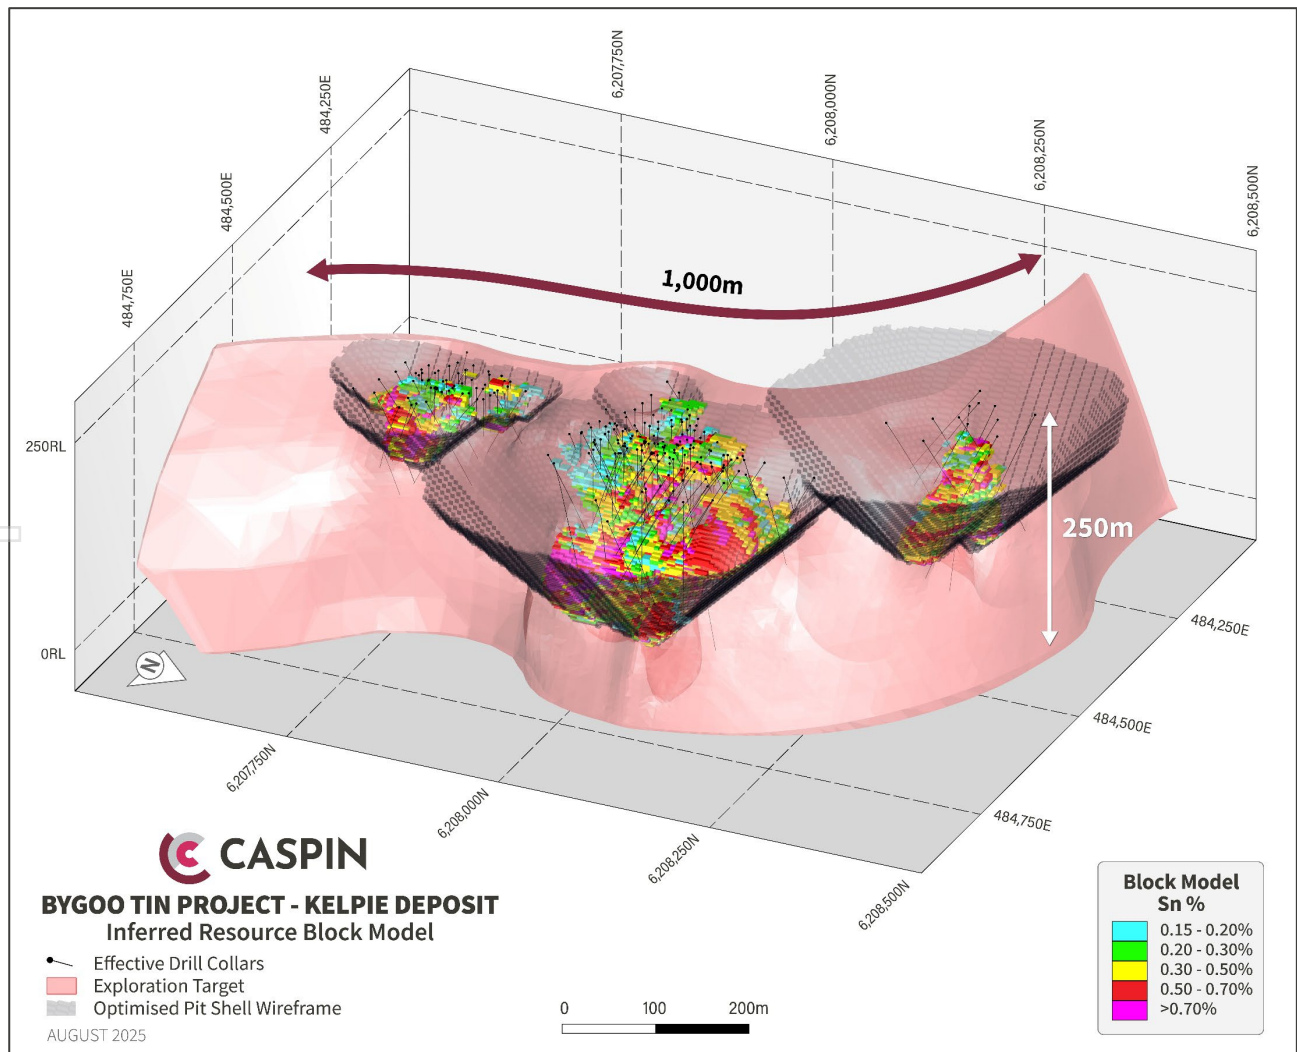 6,207,750N
484,250E
6,208,000N
6,208,250N
6,208,500N
484,500E
484,750E
1,000m
250RL
250m
0RL
N
484,250E
484,500E
484,750E
6,207,750N
6,208,000N
6,208,250N
6,208,500N
CASPIN
BYGOO TIN PROJECT - KELPIE DEPOSIT
Inferred Resource Block Model
Effective Drill Collars
Exploration Target
Optimised Pit Shell Wireframe
AUGUST 2025
0 100 200m
Block Model
Sn %
0.15 - 0.20%
0.20 - 0.30%
0.30 - 0.50%
0.50 - 0.70%
>0.70%